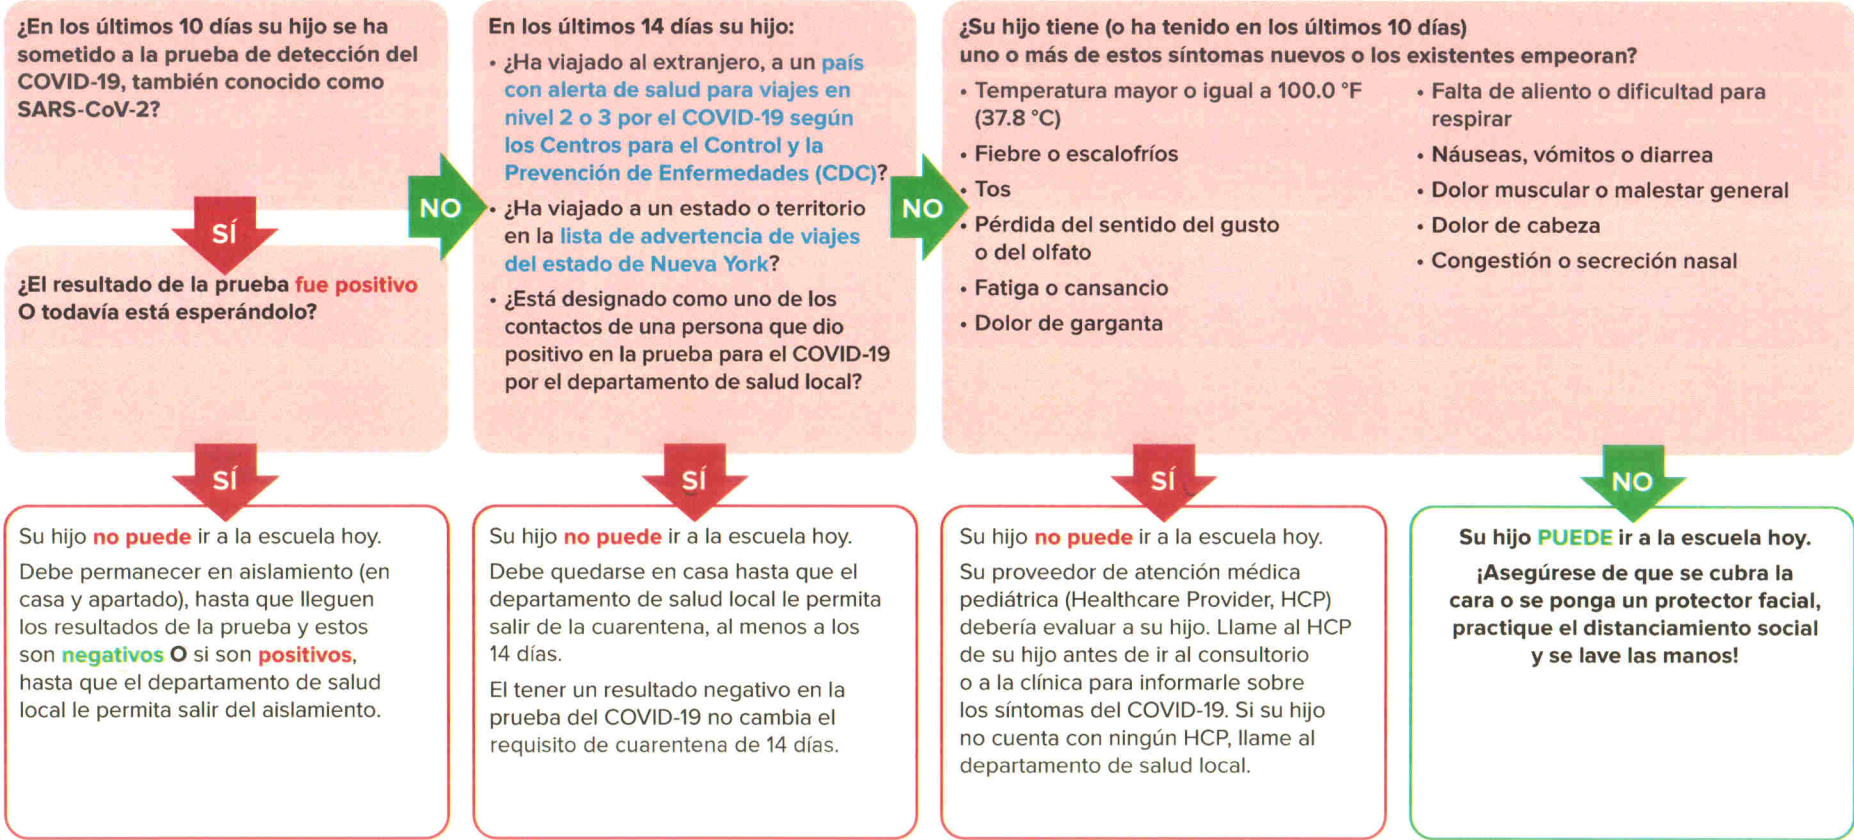 ¿En los últimos 10 días su hijo se ha
sometido a la prueba de detección del
COVID-19, también conocido como
SARS-CoV-2?
SÍ
NO
¿El resultado de la prueba fue positivo
O todavía está esperándolo?
SÍ
Su hijo no puede ir a la escuela hoy.
Debe permanecer en aislamiento (en
casa y apartado), hasta que lleguen
los resultados de la prueba y estos
son negativos O si son positivos,
hasta que el departamento de salud
local le permita salir del aislamiento.
En los últimos 14 días su hijo:
• ¿Ha viajado al extranjero, a un país
con alerta de salud para viajes en
nivel 2 o 3 por el COVID-19 según
los Centros para el Control y la
Prevención de Enfermedades (CDC)?
• ¿Ha viajado a un estado o territorio
en la lista de advertencia de viajes
del estado de Nueva York?
• ¿Está designado como uno de los
contactos de una persona que dio
positivo en la prueba para el COVID-19
por el departamento de salud local?
NO
SÍ
Su hijo no puede ir a la escuela hoy.
Debe quedarse en casa hasta que el
departamento de salud local le permita
salir de la cuarentena, al menos a los
14 días.
El tener un resultado negativo en la
prueba del COVID-19 no cambia el
requisito de cuarentena de 14 días.
¿Su hijo tiene (o ha tenido en los últimos 10 días)
uno o más de estos síntomas nuevos o los existentes empeoran?
• Temperatura mayor o igual a 100.0 °F
(37.8 °C)
• Fiebre o escalofríos
• Tos
• Pérdida del sentido del gusto
o del olfato
• Fatiga o cansancio
• Dolor de garganta
• Falta de aliento o dificultad para
respirar
• Náuseas, vómitos o diarrea
• Dolor muscular o malestar general
• Dolor de cabeza
• Congestión o secreción nasal
SÍ
Su hijo no puede ir a la escuela hoy.
Su proveedor de atención médica
pediátrica (Healthcare Provider, HCP)
debería evaluar a su hijo. Llame al HCP
de su hijo antes de ir al consultorio
o a la clínica para informarle sobre
los síntomas del COVID-19. Si su hijo
no cuenta con ningún HCP, llame al
departamento de salud local.
NO
Su hijo PUEDE ir a la escuela hoy.
¡Asegúrese de que se cubra la
cara o se ponga un protector facial,
practique el distanciamiento social
y se lave las manos!